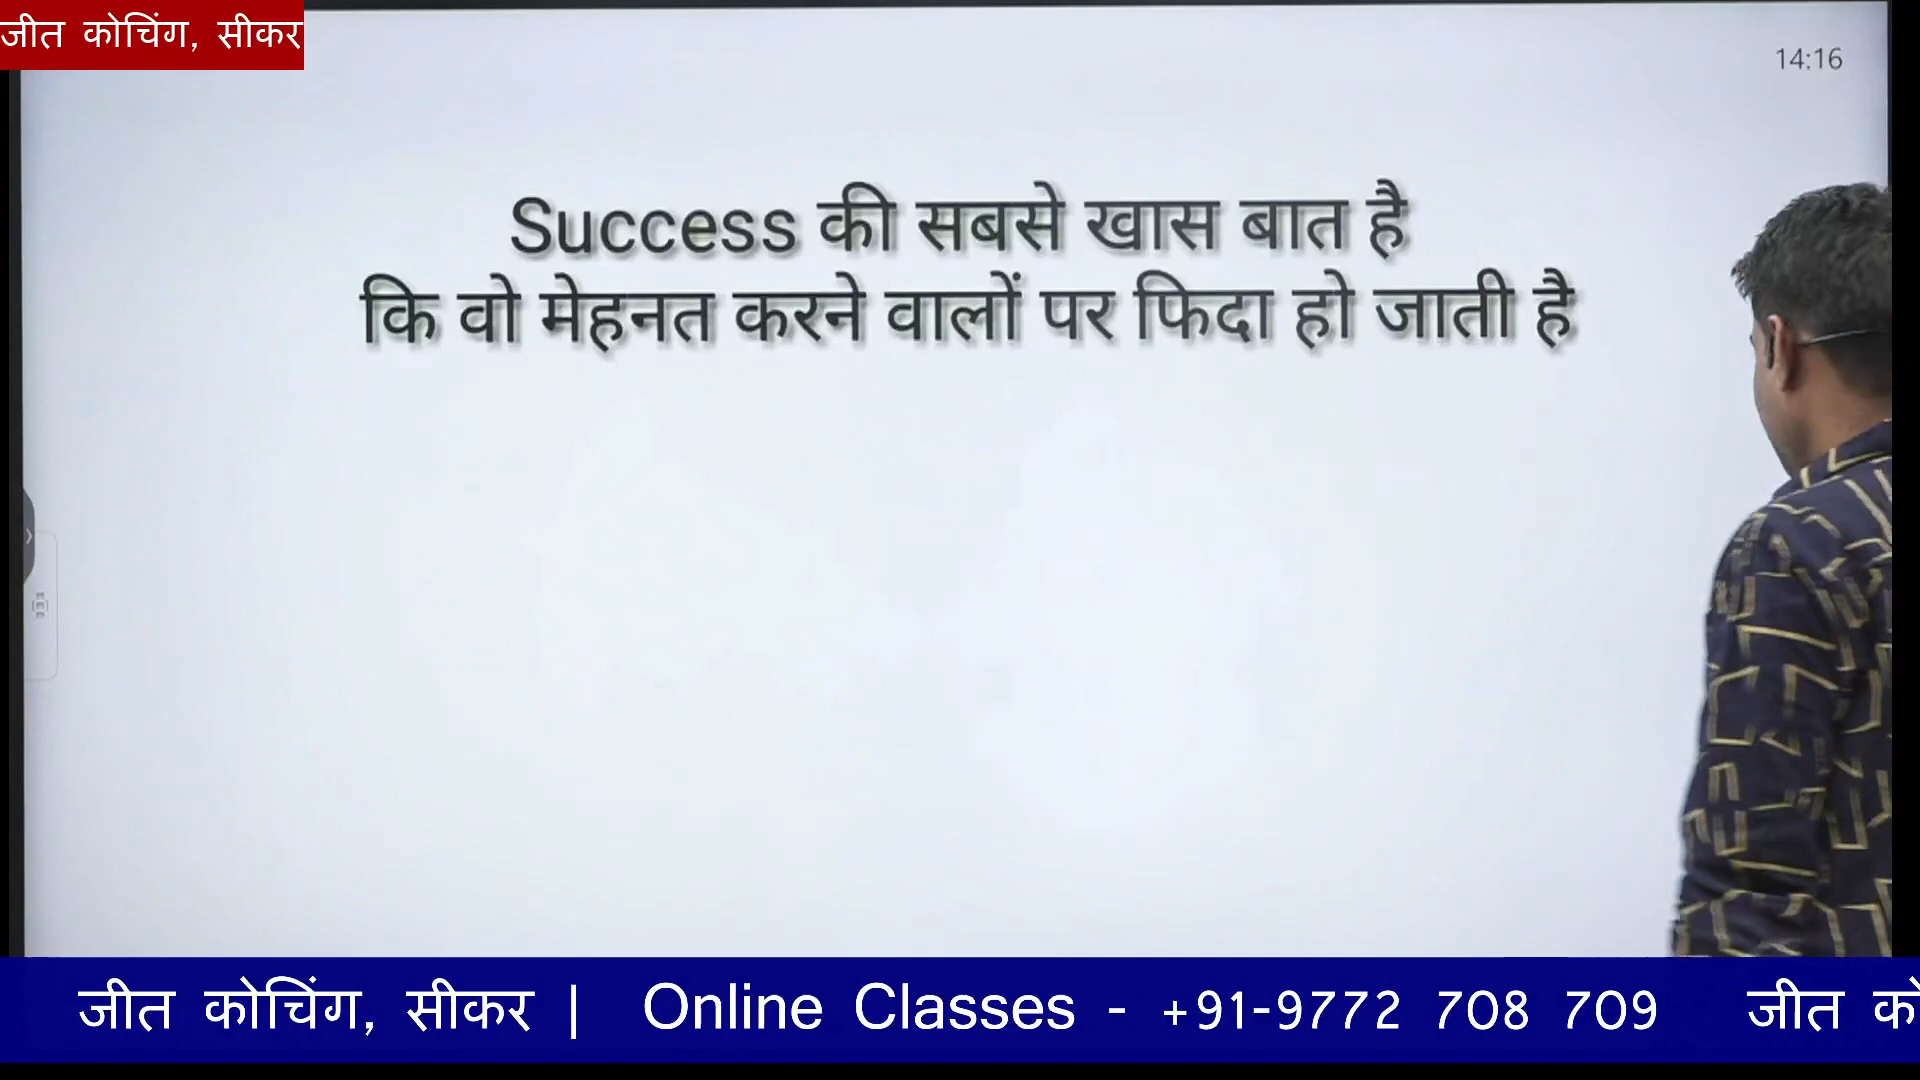 जीत कोचिंग, सीकर
14:16
Success की सबसे खास बात है
कि वो मेहनत करने वालों पर फिदा हो जाती है
जीत कोचिंग, सीकर | Online Classes - +91-9772 708 709 जीत को